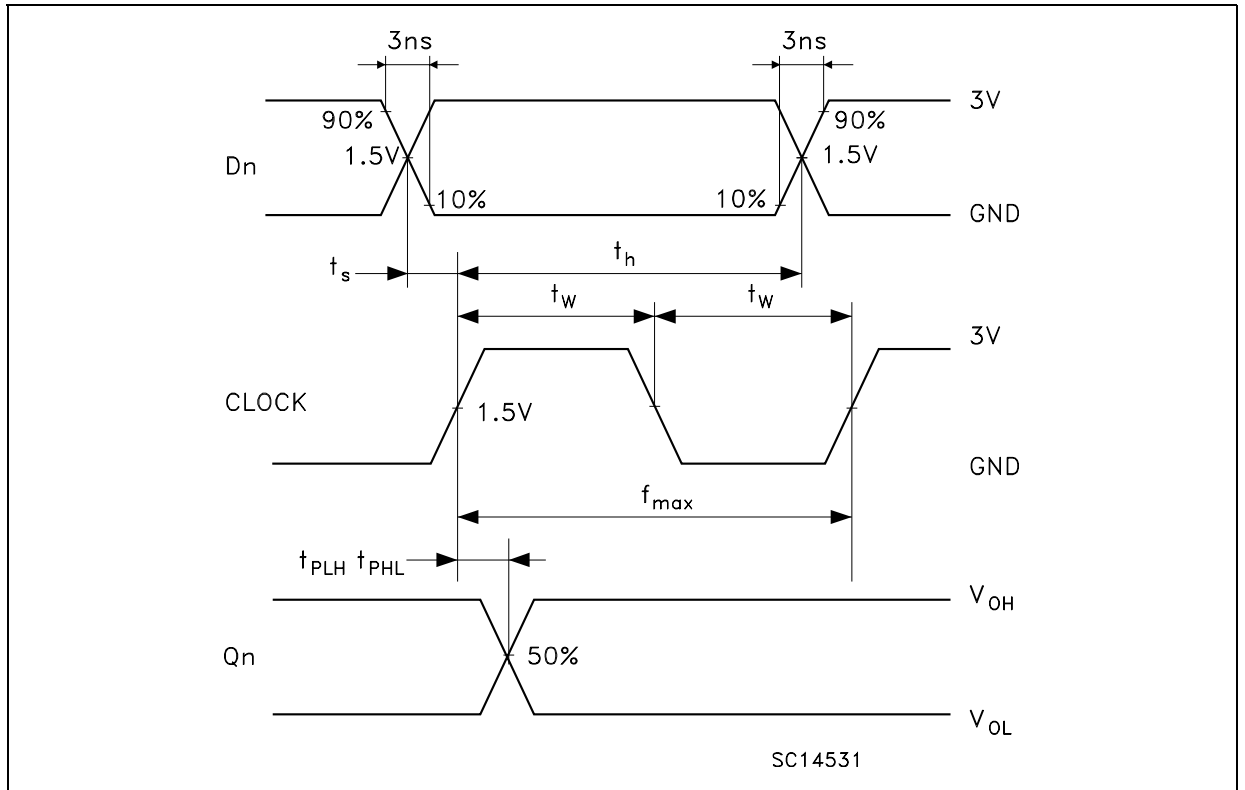 3ns
3ns
3V
90%
90%
1.5V
1.5V
Dn
10%
10%
GND
ts
th
tW
tW
3V
CLOCK
1.5V
GND
fmax
tPLH tPHL
VOH
Qn
50%
VOL
SC14531